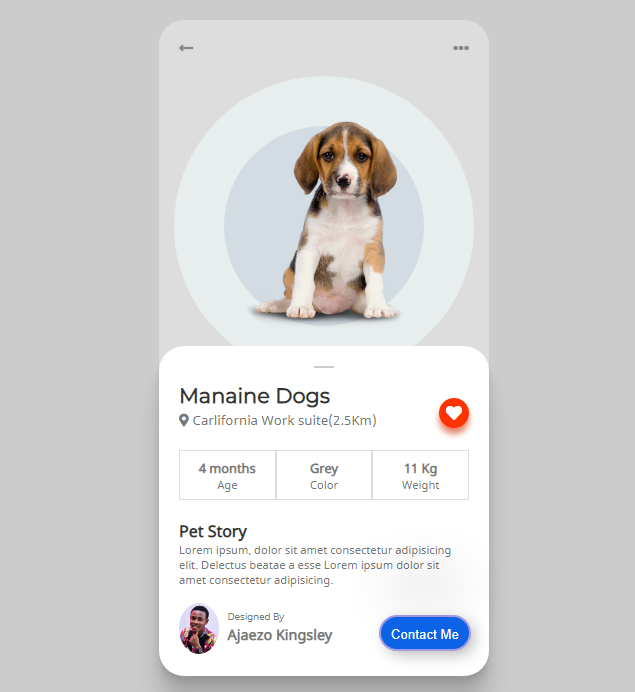 Manaine Dogs
Carlifornia Work suite(2.5Km)
4 months
Grey
11 Kg
Age
Color
Weight
Pet Story
Lorem ipsum, dolor sit amet consectetur adipisicing
elit. Delectus beatae a esse Lorem ipsum dolor sit
amet consectetur adipisicing.
Designed By
Ajaezo Kingsley
Contact Me